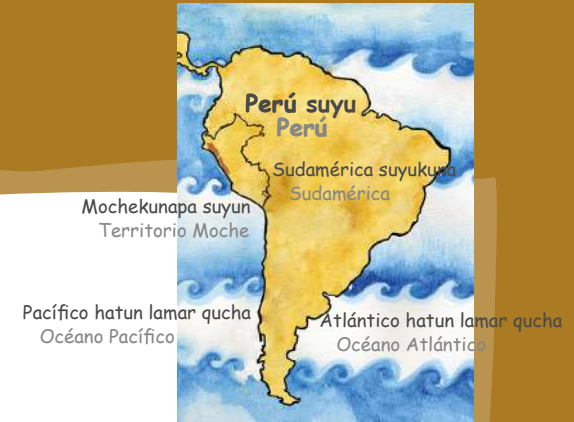 Perú suyu
Perú
Sudamérica suyukuna
Sudamérica
Mochekunapa suyun
Territorio Moche
Pacífico hatun lamar qucha
Océano Pacífico
Atlántico hatun lamar qucha
Océano Atlántico